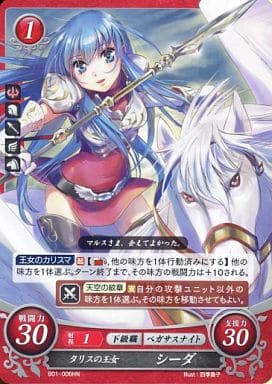 1
マルスさま、会えてよかった。
王女のカリスマ 起【横、他の味方を1体行動済みにする】他の
味方を1体選ぶ。ターン終了まで、その味方の戦闘力は+10される。
天空の紋章 攻 自分の攻撃ユニット以外の
味方を1体選ぶ。その味方を移動させてもよい。
戦闘力
30
射程 1 下級職 ペガサスナイト
支援力
30
タリスの王女 シーダ
B01-006HN
Illust:四季童子